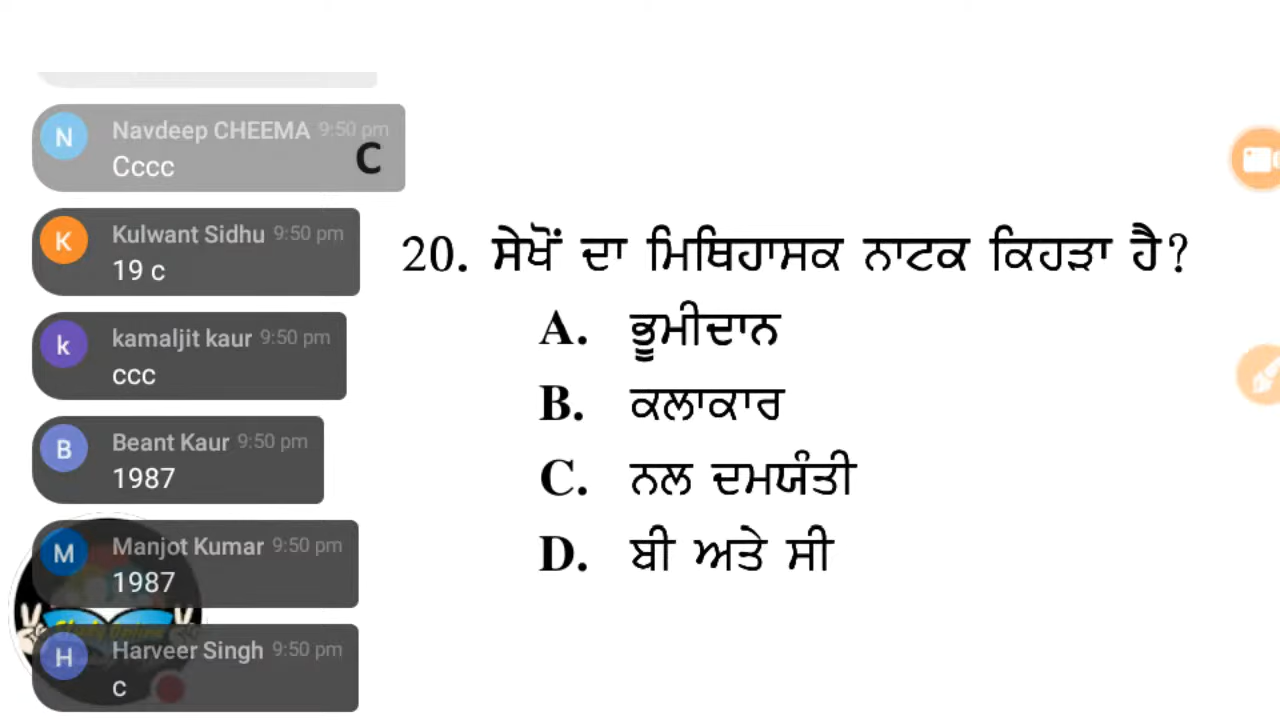 N
Navdeep CHEEMA 9:50 pm
Cccc
C
K
Kulwant Sidhu 9:50 pm
19 c
k
kamaljit kaur 9:50 pm
ccc
B
Beant Kaur 9:50 pm
1987
M
Manjot Kumar 9:50 pm
1987
Study Online
H
Harveer Singh 9:50 pm
c
20. ਸੇਖੋਂ ਦਾ ਮਿਥਿਹਾਸਕ ਨਾਟਕ ਕਿਹੜਾ ਹੈ?
A. ਭੂਮੀਦਾਨ
B. ਕਲਾਕਾਰ
C. ਨਲ ਦਮਯੰਤੀ
D. ਬੀ ਅਤੇ ਸੀ